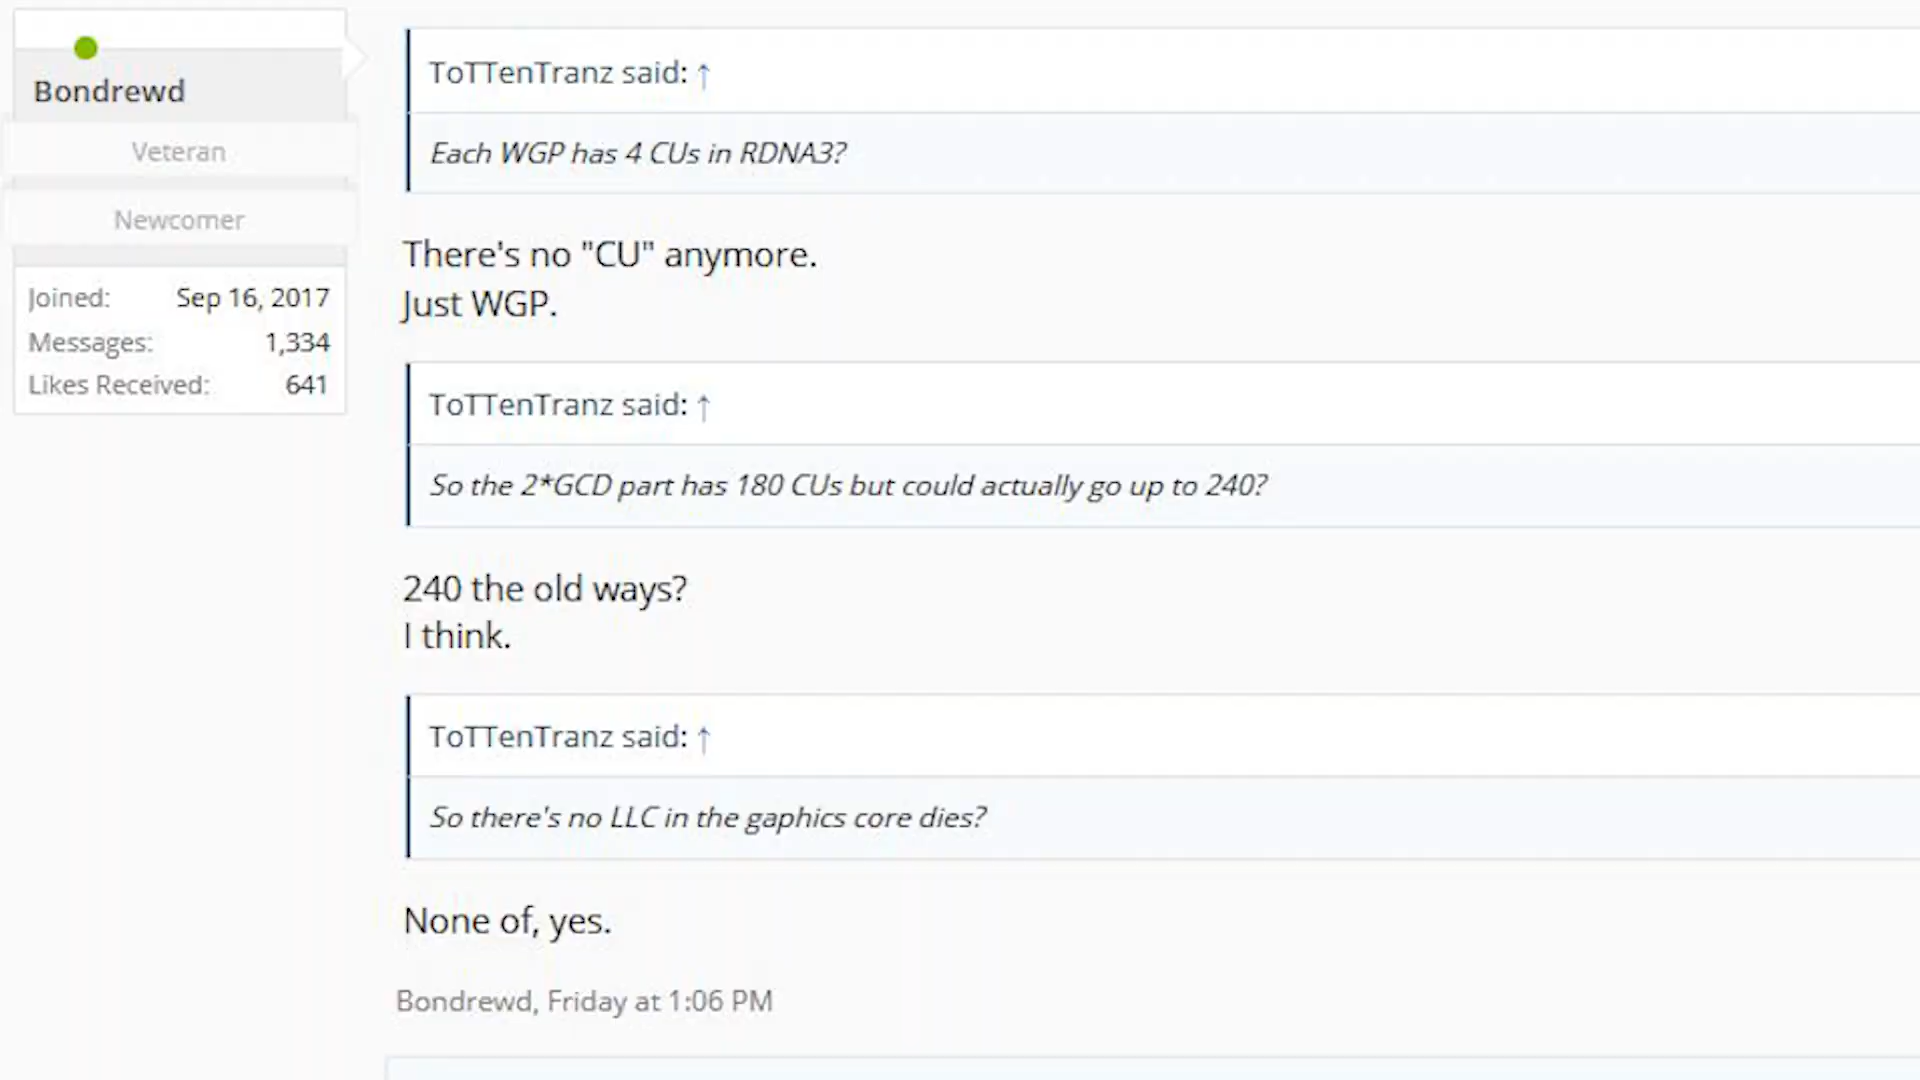 Bondrewd
Veteran
Newcomer
Joined: Sep 16, 2017
Messages: 1,334
Likes Received: 641
ToTTenTranz said: ↑
Each WGP has 4 CUs in RDNA3?
There's no "CU" anymore.
Just WGP.
ToTTenTranz said: ↑
So the 2*GCD part has 180 CUs but could actually go up to 240?
240 the old ways?
I think.
ToTTenTranz said: ↑
So there's no LLC in the gaphics core dies?
None of, yes.
Bondrewd, Friday at 1:06 PM